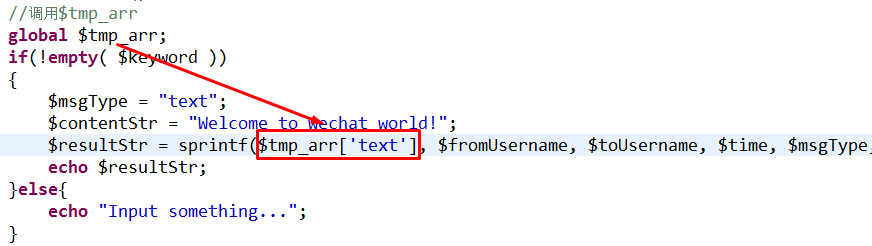 //调用$tmp_arr
global $tmp_arr;
if(!empty( $keyword ))
{
    $msgType = "text";
    $contentStr = "Welcome to wechat world!";
    $resultStr = sprintf($tmp_arr['text'], $fromUsername, $toUsername, $time, $msgType,
    echo $resultStr;
}else{
    echo "Input something...";
}